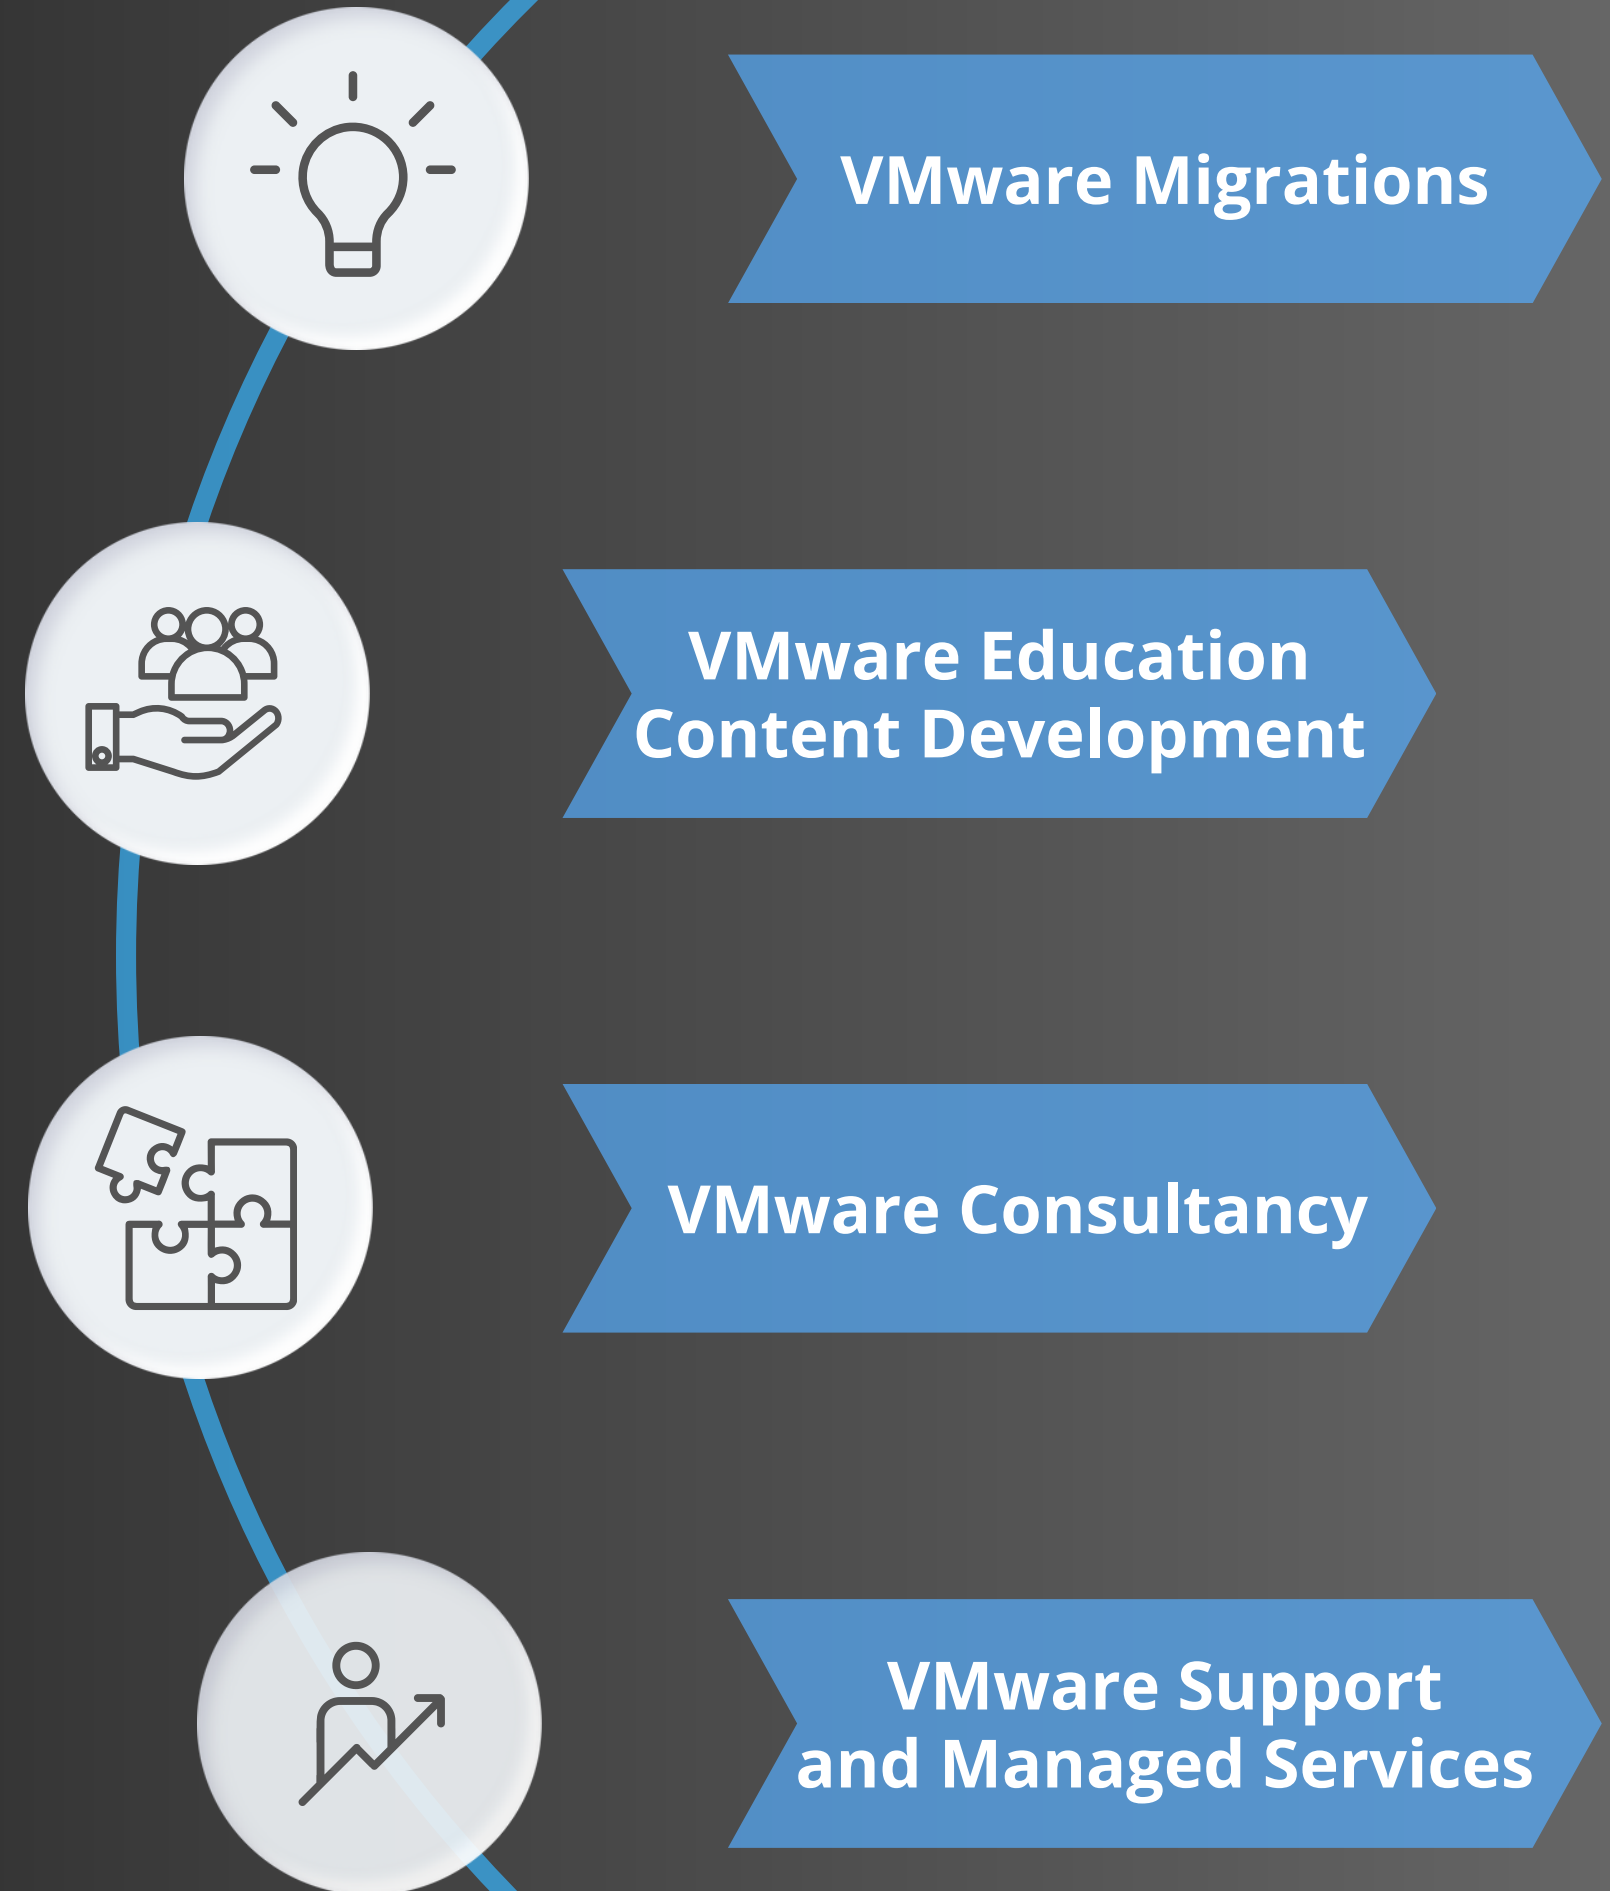 VMware Migrations
VMware Education
Content Development
VMware Consultancy
VMware Support
and Managed Services